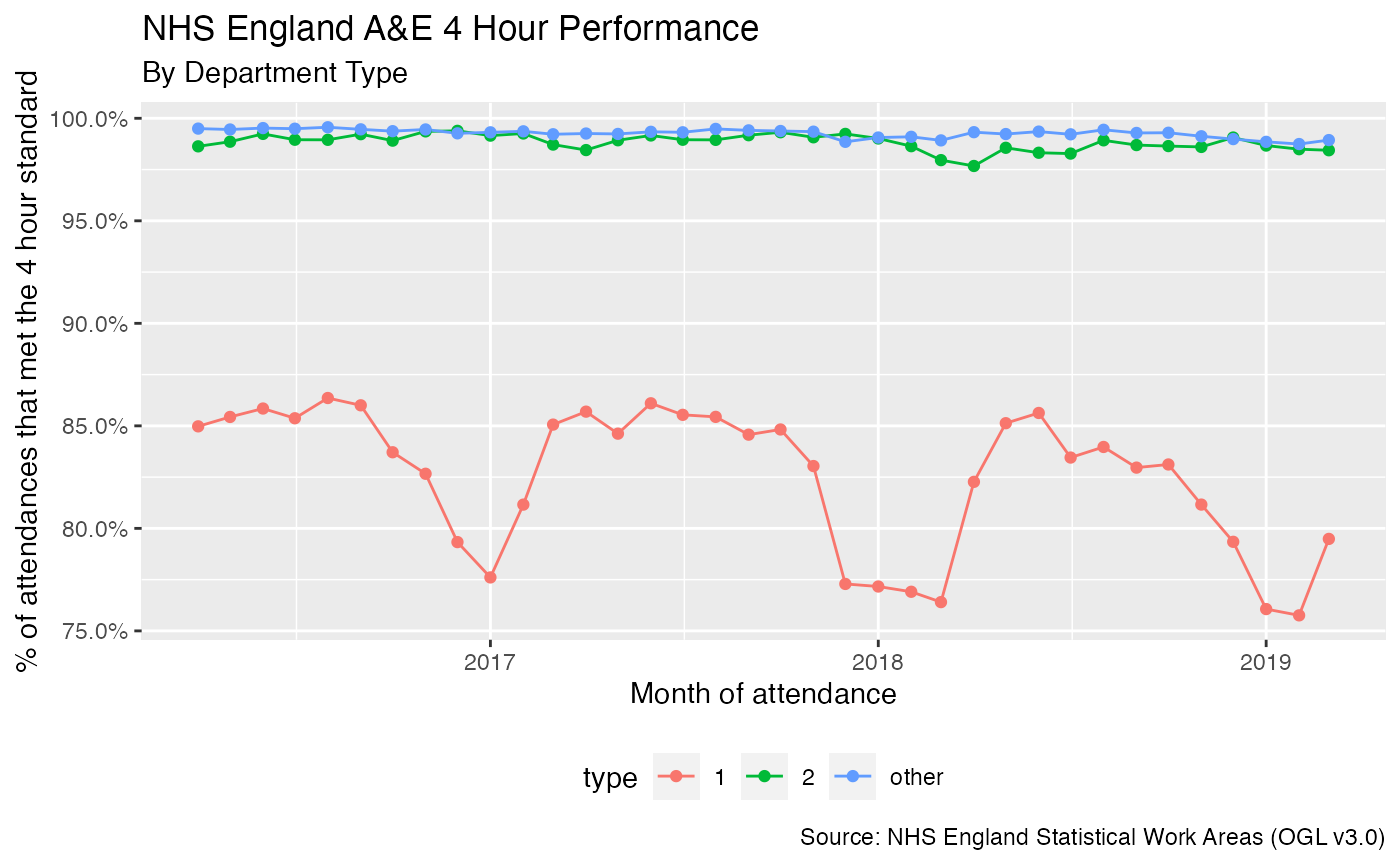 NHS England A&E 4 Hour Performance
By Department Type
% of attendances that met the 4 hour standard
100.0%
95.0%
90.0%
85.0%
80.0%
75.0%
2017 2018 2019
Month of attendance
type 1 2 other
Source: NHS England Statistical Work Areas (OGL v3.0)